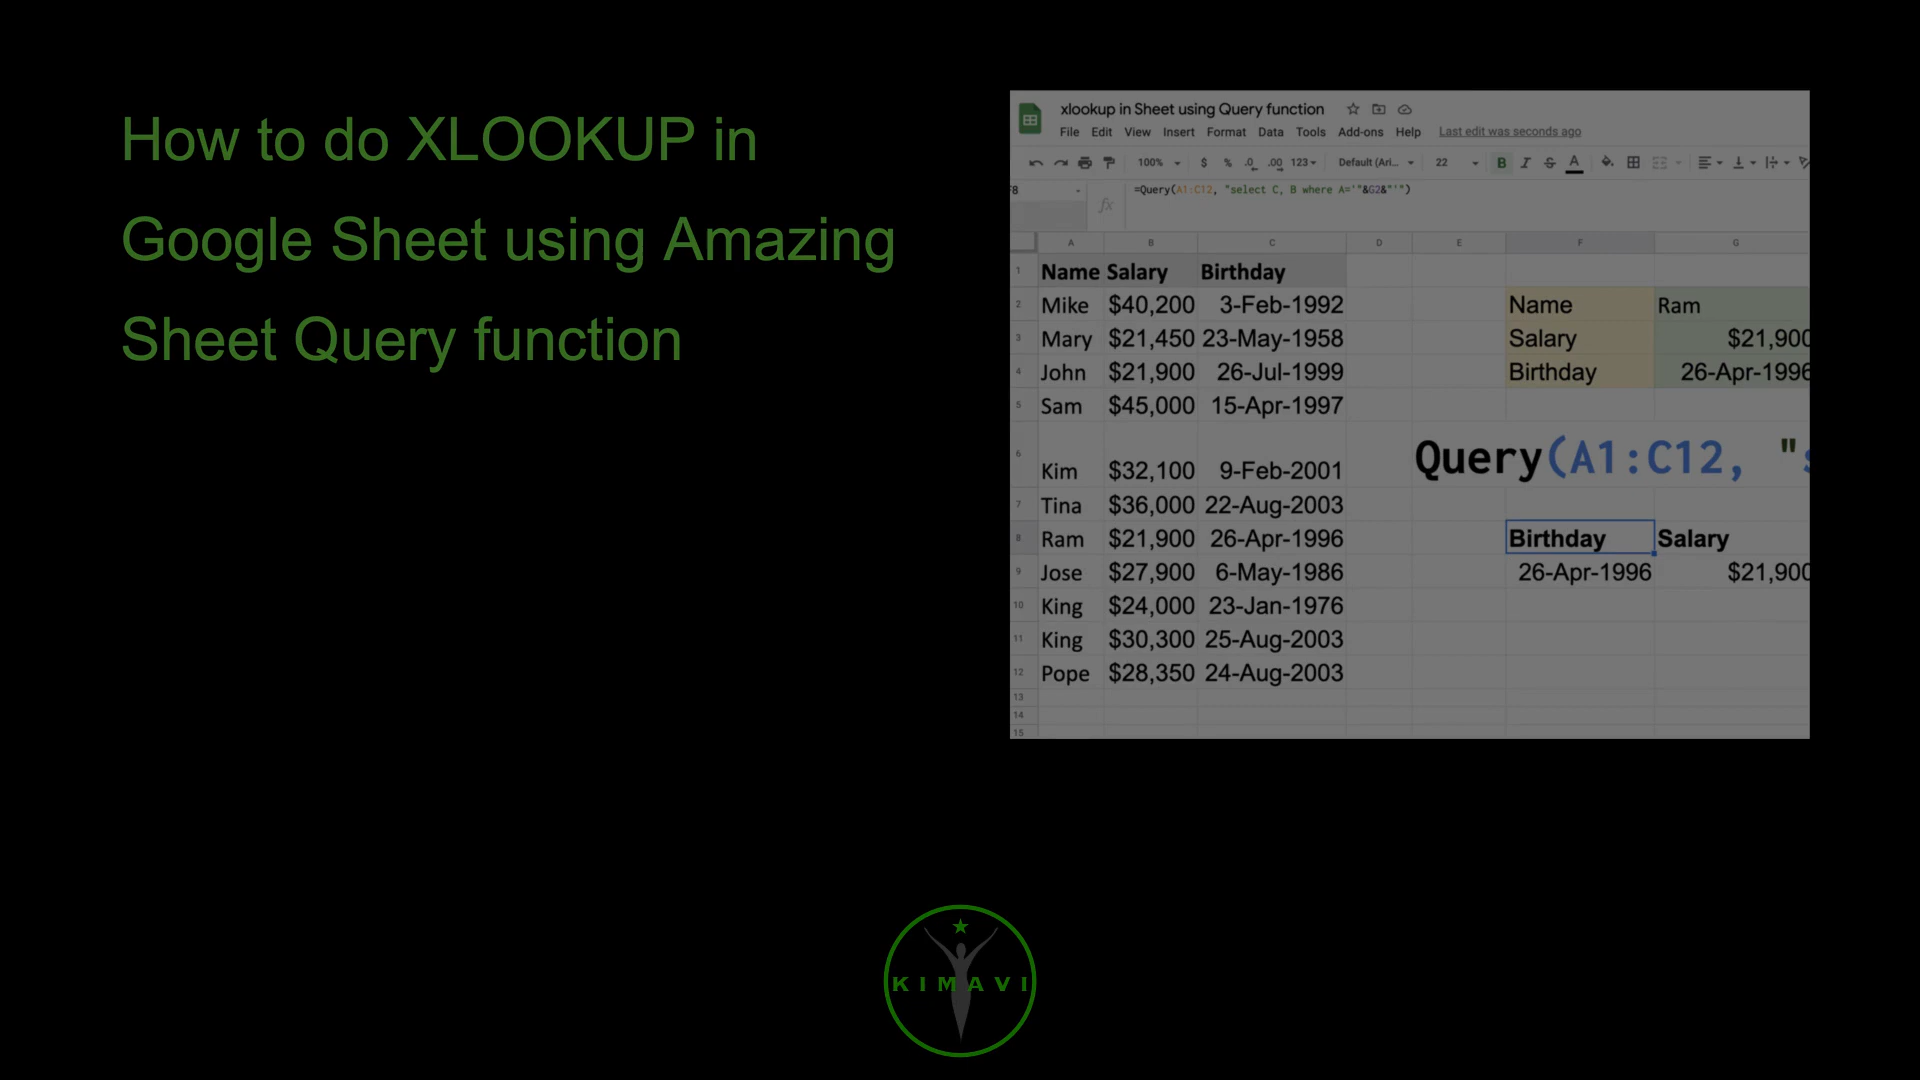 How to do XLOOKUP in
Google Sheet using Amazing
Sheet Query function
xlookup in Sheet using Query function
File Edit View Insert Format Data Tools Add-ons Help Last edit was seconds ago
100% $ % .0 .00 123 Default (Ari... 22 B I S A
F8
fx =Query(A1:C12, "select C, B where A='"&G2&"'")
A B C D E F G
1 Name Salary Birthday
2 Mike $40,200 3-Feb-1992 Name Ram
3 Mary $21,450 23-May-1958 Salary $21,900
4 John $21,900 26-Jul-1999 Birthday 26-Apr-1996
5 Sam $45,000 15-Apr-1997
6 Kim $32,100 9-Feb-2001 Query(A1:C12, "
7 Tina $36,000 22-Aug-2003
8 Ram $21,900 26-Apr-1996 Birthday Salary
9 Jose $27,900 6-May-1986 26-Apr-1996 $21,900
10 King $24,000 23-Jan-1976
11 King $30,300 25-Aug-2003
12 Pope $28,350 24-Aug-2003
13
14
15
KIMAVI